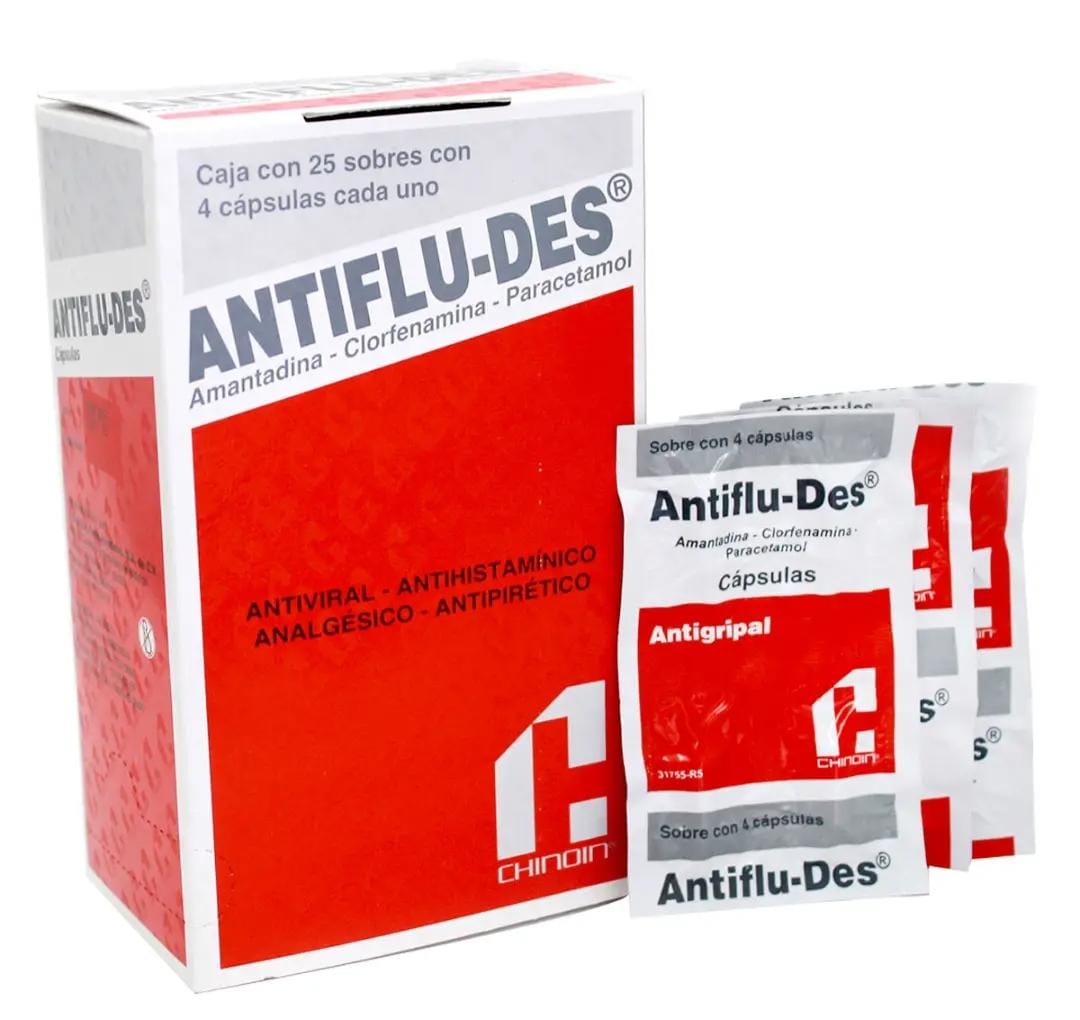 Caja con 25 sobres con
4 cápsulas cada uno
ANTIFLU-DES®
Amantadina - Clorfenamina - Paracetamol
ANTIVIRAL - ANTIHISTAMÍNICO
ANALGÉSICO - ANTIPIRÉTICO
CHINOIN
ANTIFLU-DES®
Cápsulas
Sobre con 4 cápsulas
Antiflu-Des®
Amantadina - Clorfenamina-
Paracetamol
Cápsulas
Antigripal
CHINOIN
31755-R5
Sobre con 4 cápsulas
Antiflu-Des®
Cápsulas
s®
s®